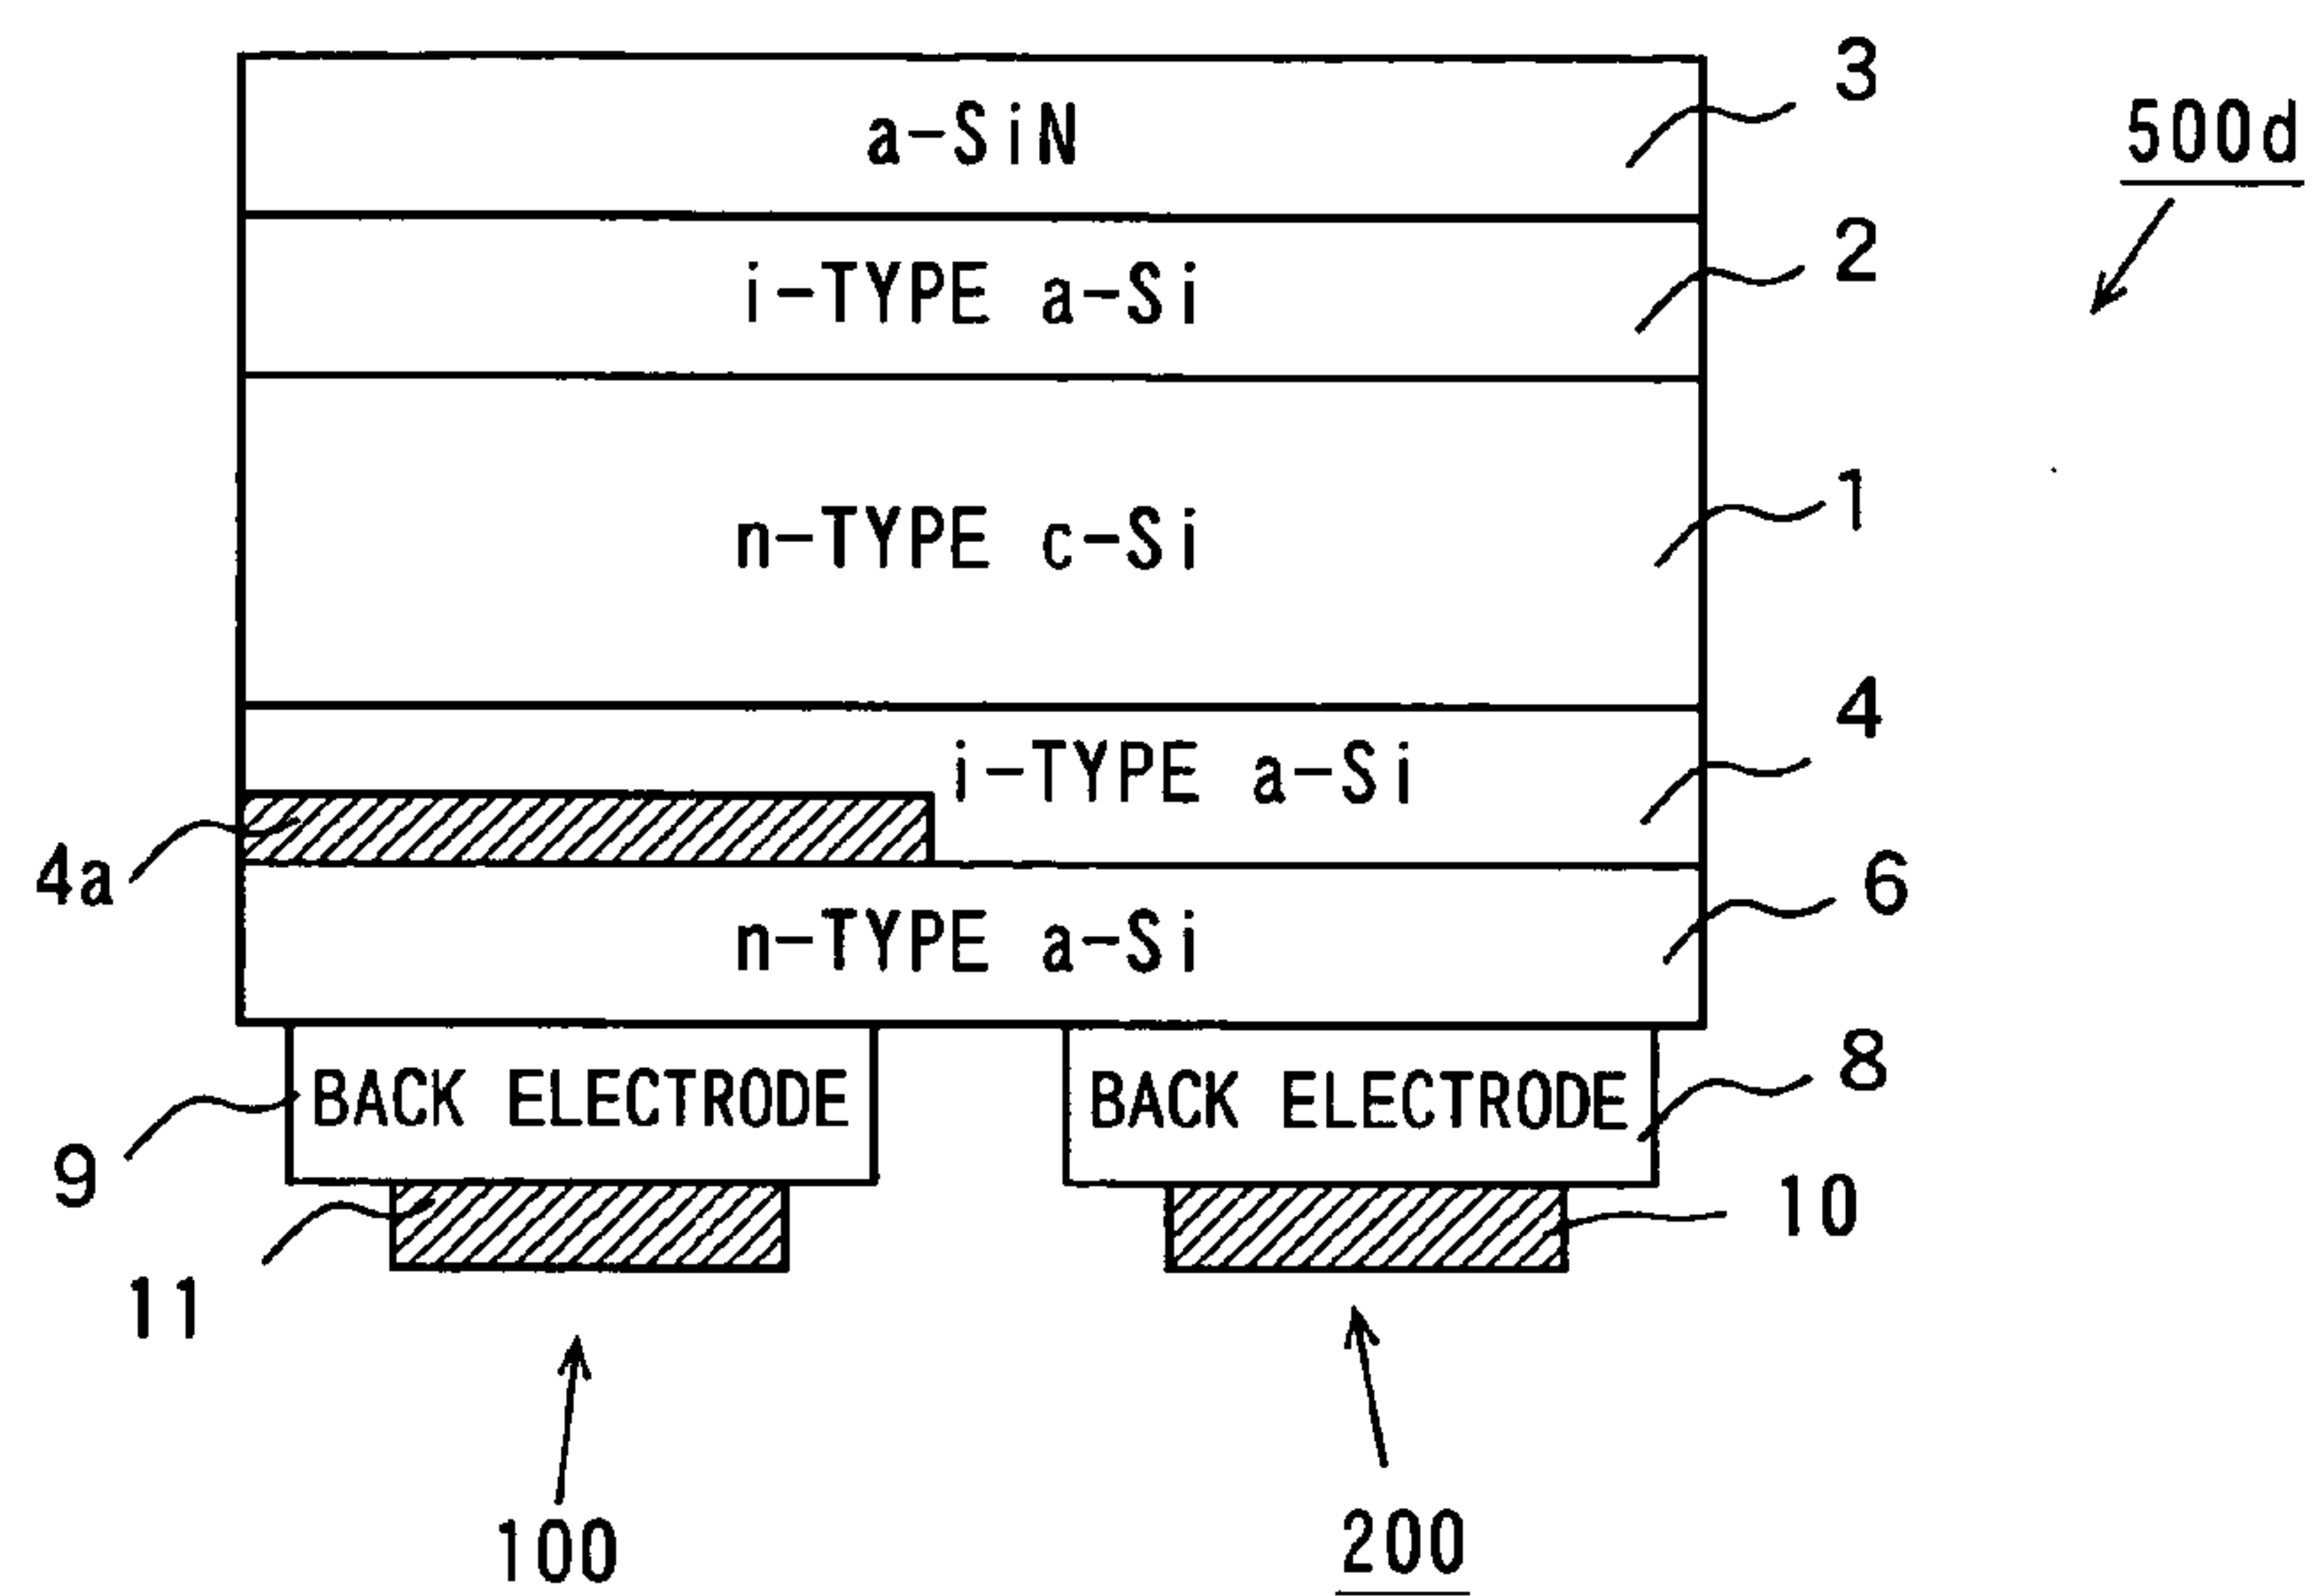 3
a-SiN
500d
2
i-TYPE a-Si
1
n-TYPE c-Si
4
i-TYPE a-Si
4a
6
n-TYPE a-Si
8
BACK ELECTRODE BACK ELECTRODE
9
10
11
100
200